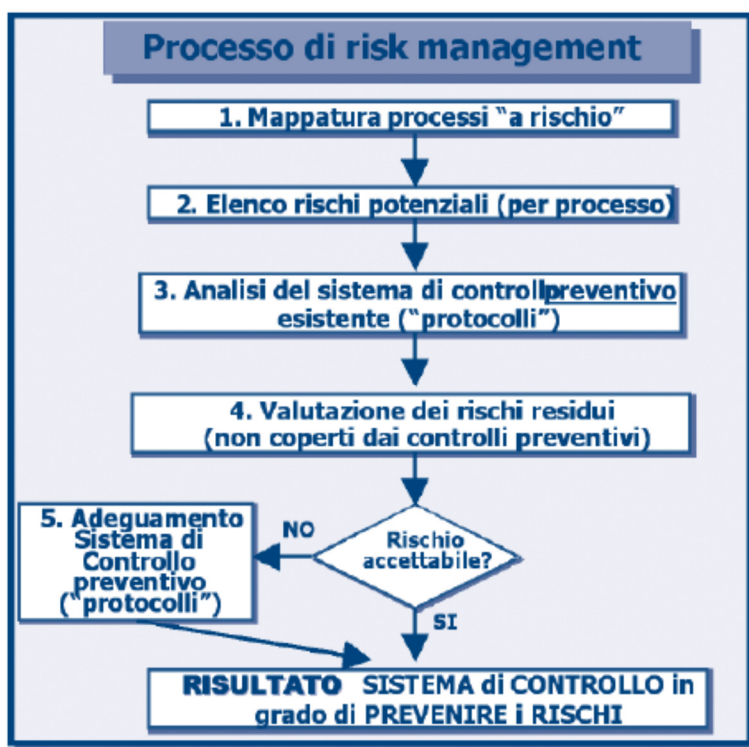 Processo di risk management
1. Mappatura processi “a rischio”
2. Elenco rischi potenziali (per processo)
3. Analisi del sistema di controllo preventivo
esistente (“protocolli”)
4. Valutazione dei rischi residui
(non coperti dai controlli preventivi)
Rischio
accettabile?
NO
5. Adeguamento
Sistema di
Controllo
preventivo
(“protocolli”)
SI
RISULTATO SISTEMA di CONTROLLO in
grado di PREVENIRE i RISCHI